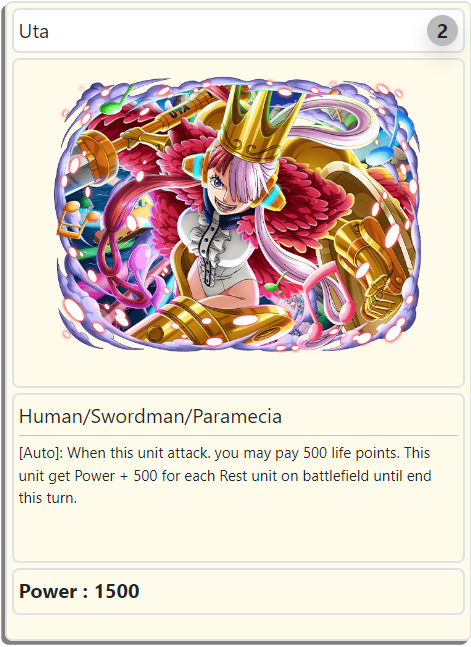 Uta
2
UTA
Human/Swordman/Paramecia
[Auto]: When this unit attack. you may pay 500 life points. This
unit get Power + 500 for each Rest unit on battlefield until end
this turn.
Power : 1500